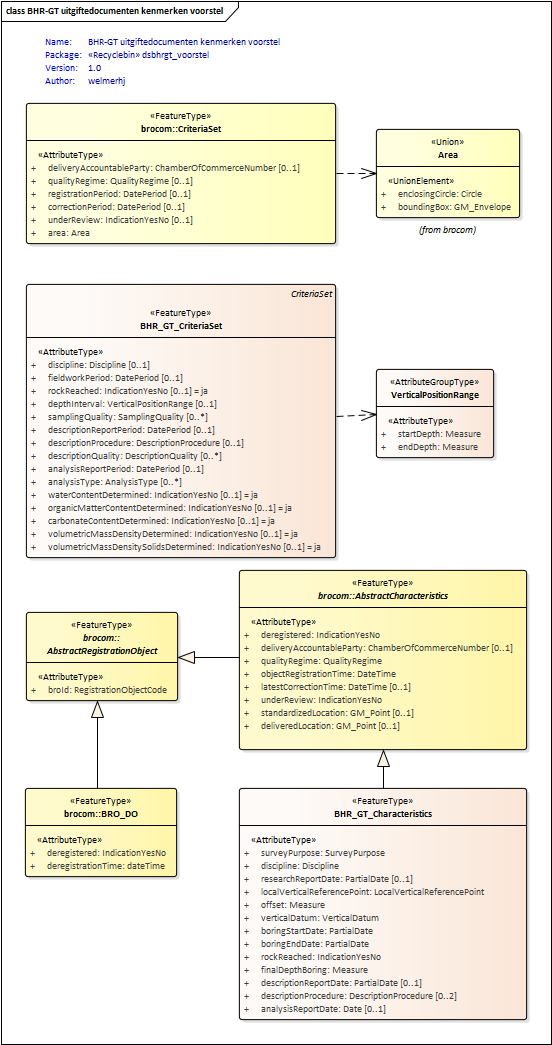 class BHR-GT uitgiftedocumenten kenmerken voorstel
Name: BHR-GT uitgiftedocumenten kenmerken voorstel
Package: «Recyclebin» dsbhrgt_voorstel
Version: 1.0
Author: welmerhj
«FeatureType»
brocom::CriteriaSet
«AttributeType»
+ deliveryAccountableParty: ChamberOfCommerceNumber [0..1]
+ qualityRegime: QualityRegime [0..1]
+ registrationPeriod: DatePeriod [0..1]
+ correctionPeriod: DatePeriod [0..1]
+ underReview: IndicationYesNo [0..1]
+ area: Area
«Union»
Area
«UnionElement»
+ enclosingCircle: Circle
+ boundingBox: GM_Envelope
(from brocom)
CriteriaSet
«FeatureType»
BHR_GT_CriteriaSet
«AttributeType»
+ discipline: Discipline [0..1]
+ fieldworkPeriod: DatePeriod [0..1]
+ rockReached: IndicationYesNo [0..1] = ja
+ depthInterval: VerticalPositionRange [0..1]
+ samplingQuality: SamplingQuality [0..*]
+ descriptionReportPeriod: DatePeriod [0..1]
+ descriptionProcedure: DescriptionProcedure [0..1]
+ descriptionQuality: DescriptionQuality [0..*]
+ analysisReportPeriod: DatePeriod [0..1]
+ analysisType: AnalysisType [0..*]
+ waterContentDetermined: IndicationYesNo [0..1] = ja
+ organicMatterContentDetermined: IndicationYesNo [0..1] = ja
+ carbonateContentDetermined: IndicationYesNo [0..1] = ja
+ volumetricMassDensityDetermined: IndicationYesNo [0..1] = ja
+ volumetricMassDensitySolidsDetermined: IndicationYesNo [0..1] = ja
«AttributeGroupType»
VerticalPositionRange
«AttributeType»
+ startDepth: Measure
+ endDepth: Measure
«FeatureType»
brocom::AbstractCharacteristics
«AttributeType»
+ deregistered: IndicationYesNo
+ deliveryAccountableParty: ChamberOfCommerceNumber [0..1]
+ qualityRegime: QualityRegime
+ objectRegistrationTime: DateTime
+ latestCorrectionTime: DateTime [0..1]
+ underReview: IndicationYesNo
+ standardizedLocation: GM_Point [0..1]
+ deliveredLocation: GM_Point [0..1]
«FeatureType»
brocom::
AbstractRegistrationObject
«AttributeType»
+ broId: RegistrationObjectCode
«FeatureType»
brocom::BRO_DO
«AttributeType»
+ deregistered: IndicationYesNo
+ deregistrationTime: dateTime
«FeatureType»
BHR_GT_Characteristics
«AttributeType»
+ surveyPurpose: SurveyPurpose
+ discipline: Discipline
+ researchReportDate: PartialDate [0..1]
+ localVerticalReferencePoint: LocalVerticalReferencePoint
+ offset: Measure
+ verticalDatum: VerticalDatum
+ boringStartDate: PartialDate
+ boringEndDate: PartialDate
+ rockReached: IndicationYesNo
+ finalDepthBoring: Measure
+ descriptionReportDate: PartialDate [0..1]
+ descriptionProcedure: DescriptionProcedure [0..2]
+ analysisReportDate: Date [0..1]